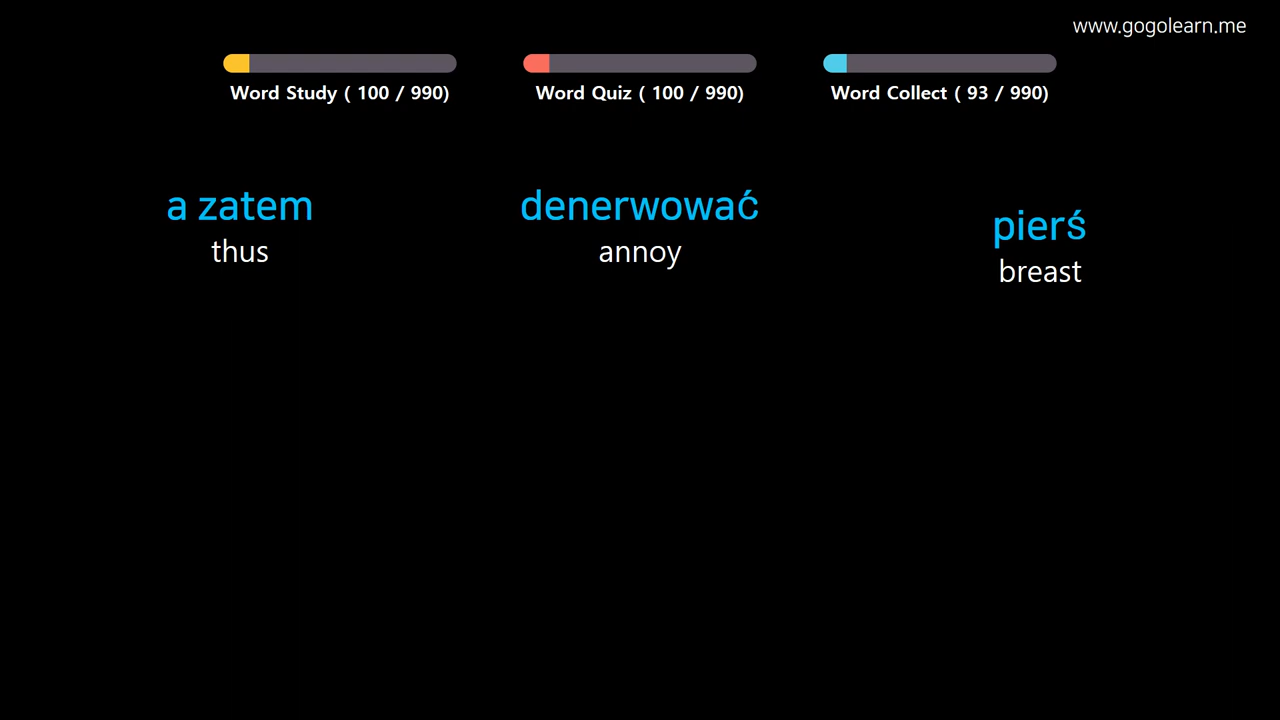 www.gogolearn.me
Word Study ( 100 / 990)
Word Quiz ( 100 / 990)
Word Collect ( 93 / 990)
a zatem
thus
denerwować
annoy
pierś
breast